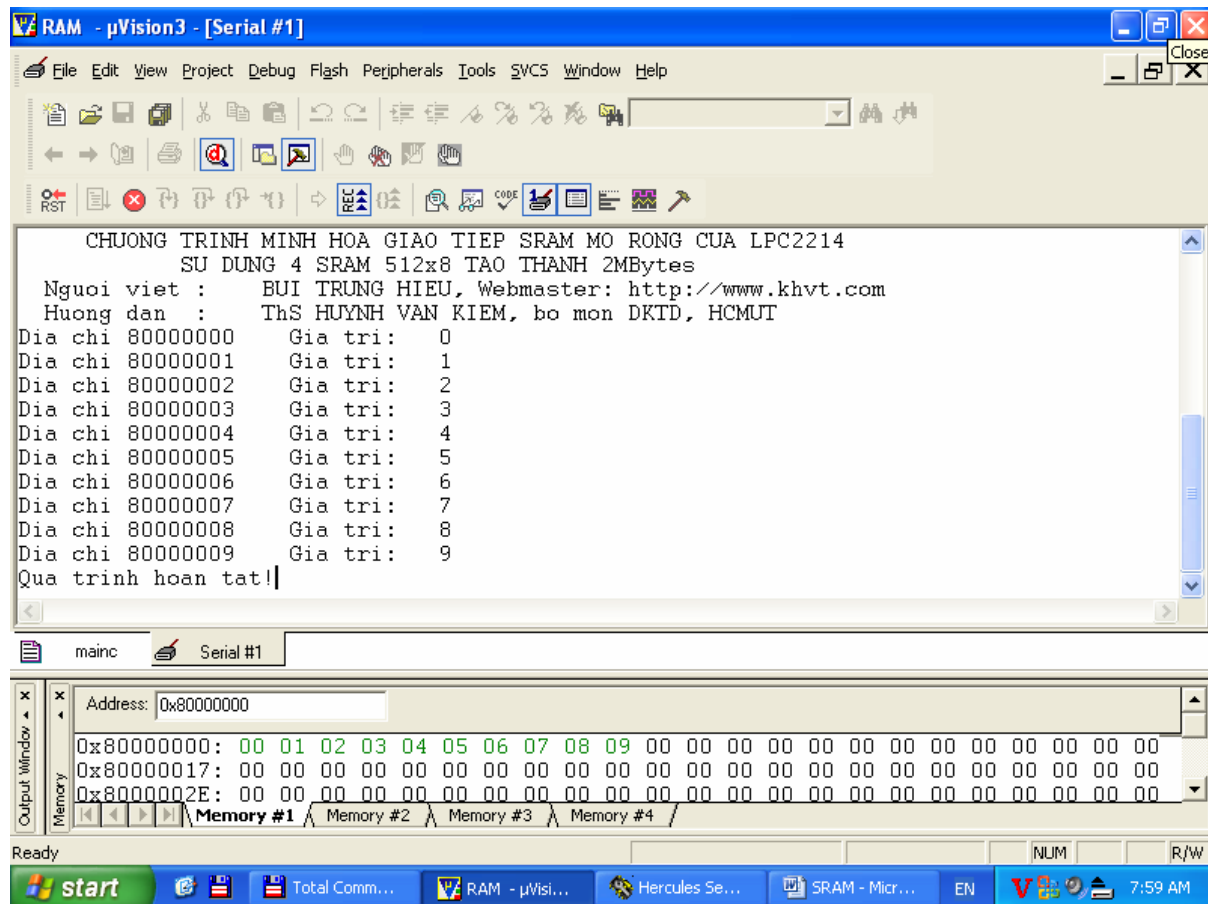 RAM - µVision3 - [Serial #1]
Close
File Edit View Project Debug Flash Peripherals Tools SVCS Window Help
RST
CODE
CHUONG TRINH MINH HOA GIAO TIEP SRAM MO RONG CUA LPC2214
SU DUNG 4 SRAM 512x8 TAO THANH 2MBytes
Nguoi viet : BUI TRUNG HIEU, Webmaster: http://www.khvt.com
Huong dan : ThS HUYNH VAN KIEM, bo mon DKTD, HCMUT
Dia chi 80000000 Gia tri: 0
Dia chi 80000001 Gia tri: 1
Dia chi 80000002 Gia tri: 2
Dia chi 80000003 Gia tri: 3
Dia chi 80000004 Gia tri: 4
Dia chi 80000005 Gia tri: 5
Dia chi 80000006 Gia tri: 6
Dia chi 80000007 Gia tri: 7
Dia chi 80000008 Gia tri: 8
Dia chi 80000009 Gia tri: 9
Qua trinh hoan tat!
mainc Serial #1
Output Window
Memory
Address: 0x80000000
0x80000000: 00 01 02 03 04 05 06 07 08 09 00 00 00 00 00 00 00 00 00 00 00 00 00
0x80000017: 00 00 00 00 00 00 00 00 00 00 00 00 00 00 00 00 00 00 00 00 00 00 00
0x8000002E: 00 00 00 00 00 00 00 00 00 00 00 00 00 00 00 00 00 00 00 00 00 00 00
Memory #1 Memory #2 Memory #3 Memory #4
Ready NUM R/W
start Total Comm... RAM - µVisi... Hercules Se... SRAM - Micr... EN V 7:59 AM